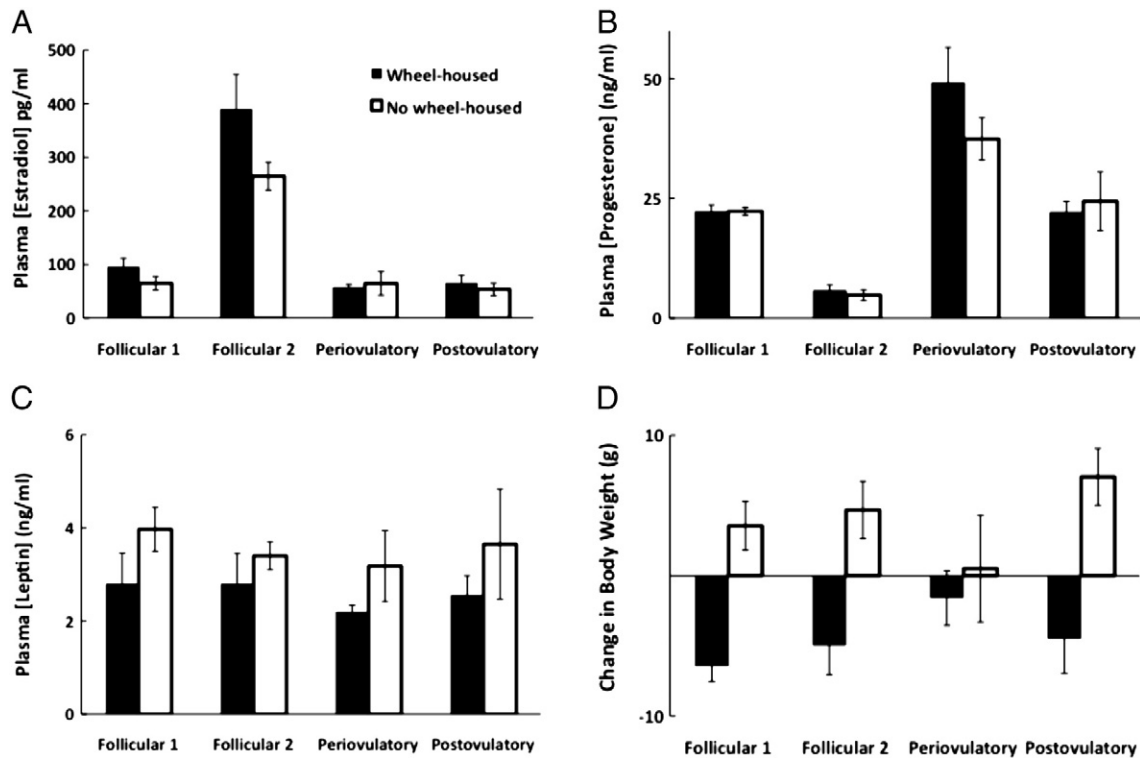 A
Plasma [Estradiol] pg/ml
500
400
300
200
100
0
Wheel-housed
No wheel-housed
Follicular 1 Follicular 2 Periovulatory Postovulatory
B
Plasma [Progesterone] (ng/ml)
50
25
0
Follicular 1 Follicular 2 Periovulatory Postovulatory
C
Plasma [Leptin] (ng/ml)
6
4
2
0
Follicular 1 Follicular 2 Periovulatory Postovulatory
D
Change in Body Weight (g)
10
-10
Follicular 1 Follicular 2 Periovulatory Postovulatory